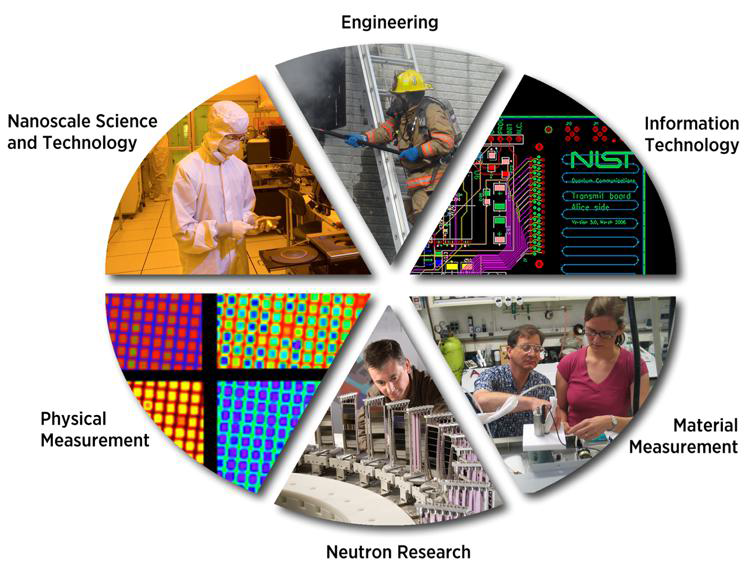 Engineering
Nanoscale Science
and Technology
Information
Technology
NIST
Quantum Communications
Transmit board
Alice side
Physical
Measurement
Material
Measurement
Neutron Research